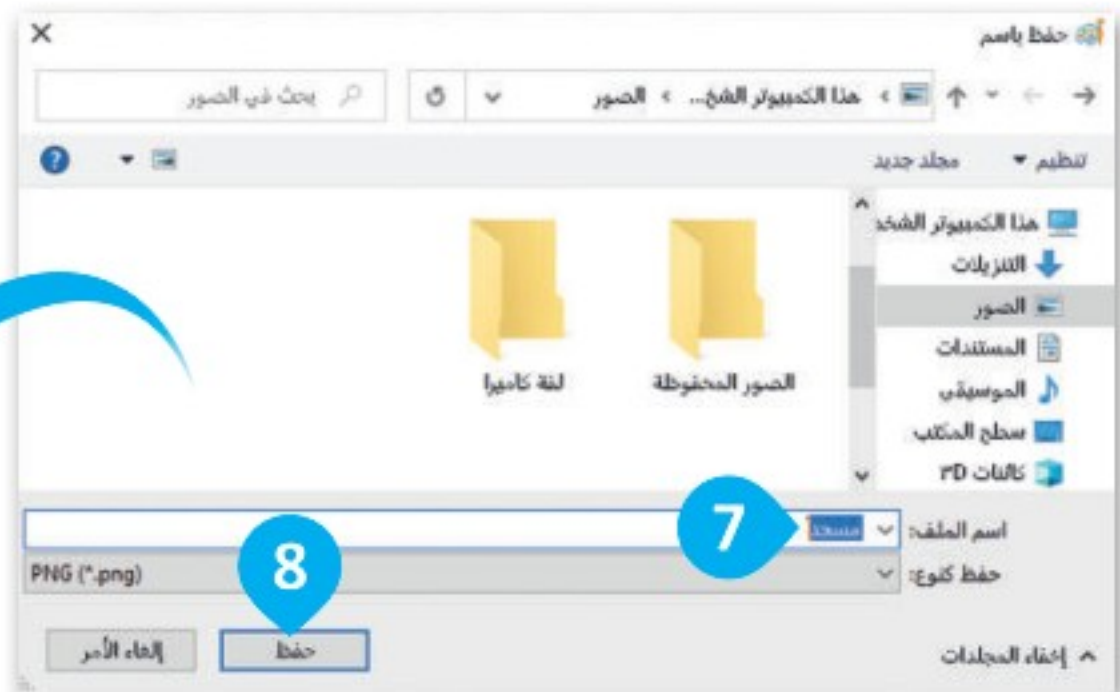 حفظ باسم
هذا الكمبيوتر الشخ... › الصور
يحث في الصور
تنظيم
مجلد جديد
هذا الكمبيوتر الشخ
التنزيلات
الصور
المستندات
الموسيقى
سطح المكتب
كائنات ٣D
الصور المحفوظة
لفة كاميرا
7
اسم الملف:
حفظ كنوع:
PNG (*.png)
8
إخفاء المجلدات
حفظ
إلغاء الأمر